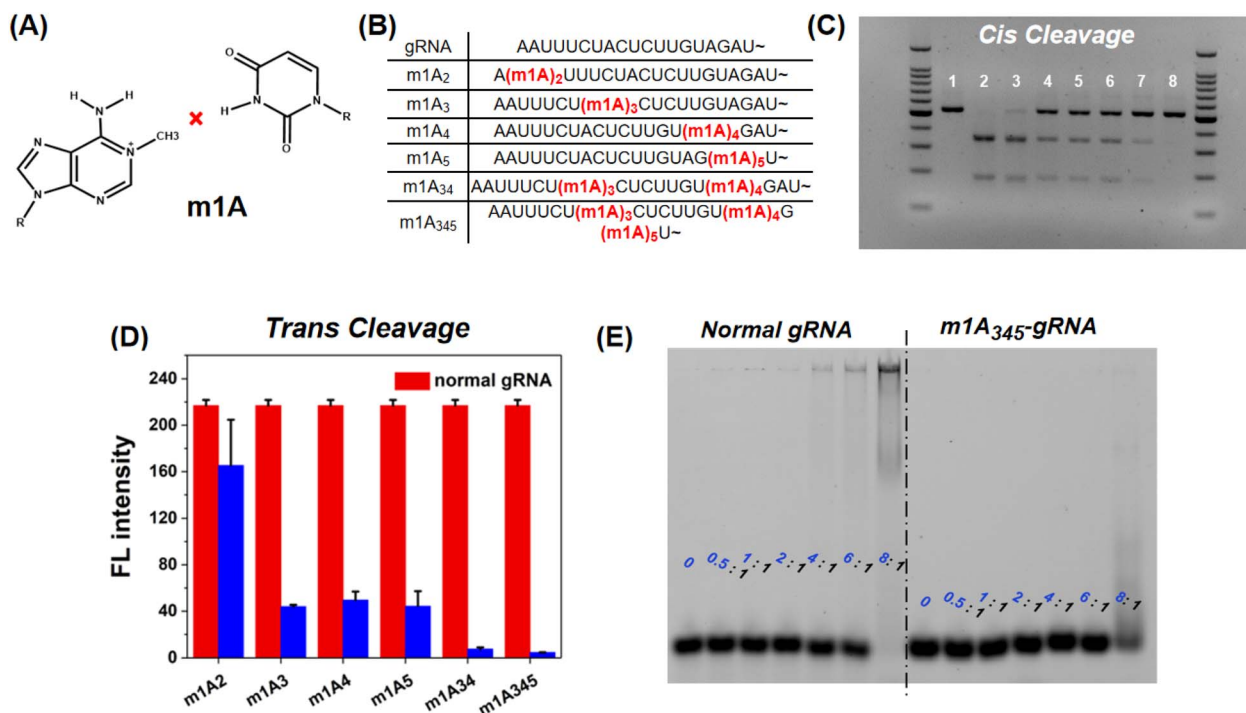 (A)
H
H
N
N
N
N+
CH3
N
R
m1A
O
H
N
N
R
O
(B)
gRNA AAUUUCUACUCUUGUAGAU~
m1A2 A(m1A)2UUUCUACUCUUGUAGAU~
m1A3 AAUUUCU(m1A)3CUCUUGUAGAU~
m1A4 AAUUUCUACUCUUGU(m1A)4GAU~
m1A5 AAUUUCUACUCUUGUAG(m1A)5U~
m1A34 AAUUUCU(m1A)3CUCUUGU(m1A)4GAU~
m1A345 AAUUUCU(m1A)3CUCUUGU(m1A)4G
(m1A)5U~
(C)
Cis Cleavage
1 2 3 4 5 6 7 8
(D)
Trans Cleavage
normal gRNA
FL intensity
240
200
160
120
80
40
0
m1A2 m1A3 m1A4 m1A5 m1A34 m1A345
(E)
Normal gRNA m1A345-gRNA
0 0.5:1 1:1 2:1 4:1 6:1 8:1
0 0.5:1 1:1 2:1 4:1 6:1 8:1